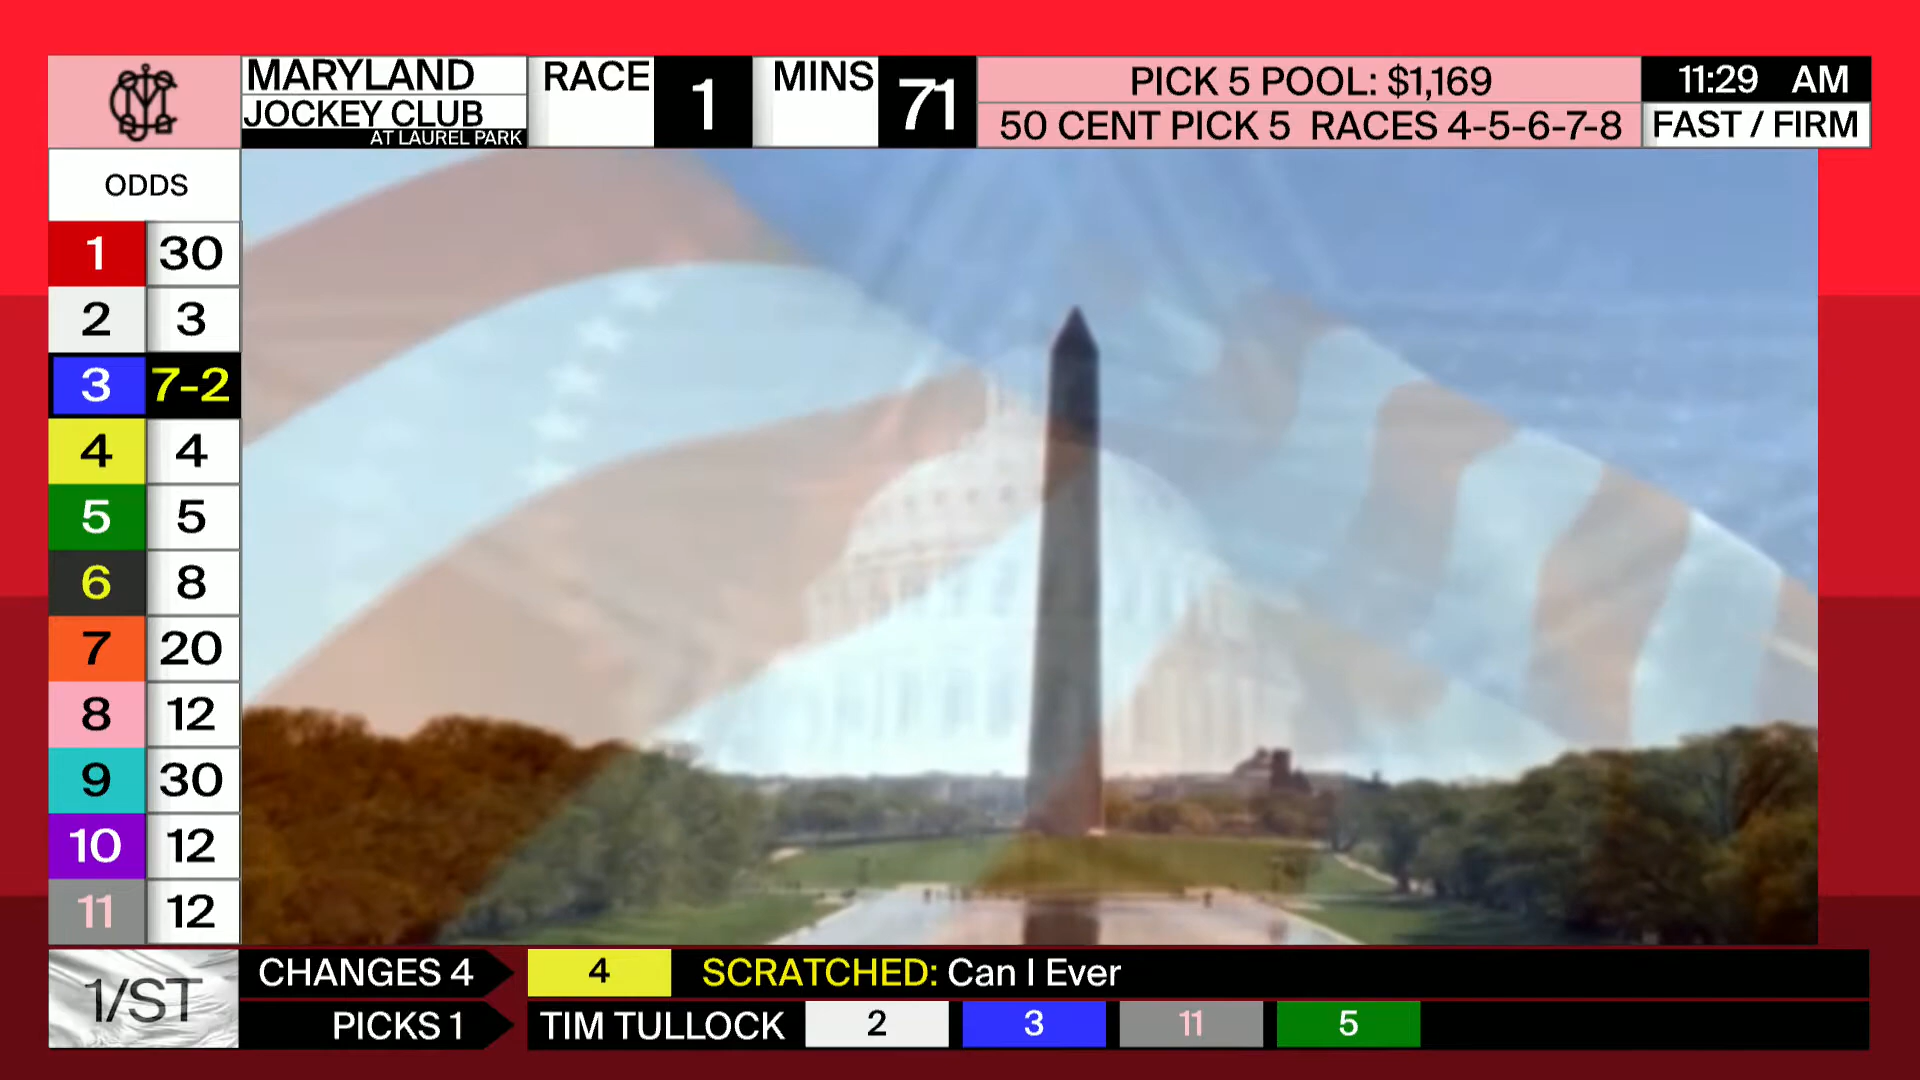 MARYLAND
JOCKEY CLUB
AT LAUREL PARK
RACE 1
MINS 71
PICK 5 POOL: $1,169
50 CENT PICK 5 RACES 4-5-6-7-8
11:29 AM
FAST / FIRM
ODDS
1 30
2 3
3 7-2
4 4
5 5
6 8
7 20
8 12
9 30
10 12
11 12
1/ST
CHANGES 4 4 SCRATCHED: Can I Ever
PICKS 1 TIM TULLOCK 2 3 11 5